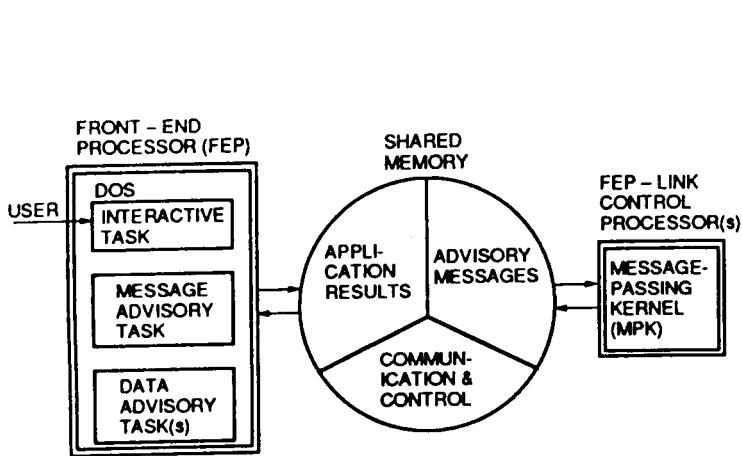 FRONT – END
PROCESSOR (FEP)
DOS
USER
INTERACTIVE
TASK
MESSAGE
ADVISORY
TASK
DATA
ADVISORY
TASK(s)
SHARED
MEMORY
APPLI-
CATION
RESULTS
ADVISORY
MESSAGES
COMMUN-
ICATION &
CONTROL
FEP – LINK
CONTROL
PROCESSOR(s)
MESSAGE-
PASSING
KERNEL
(MPK)